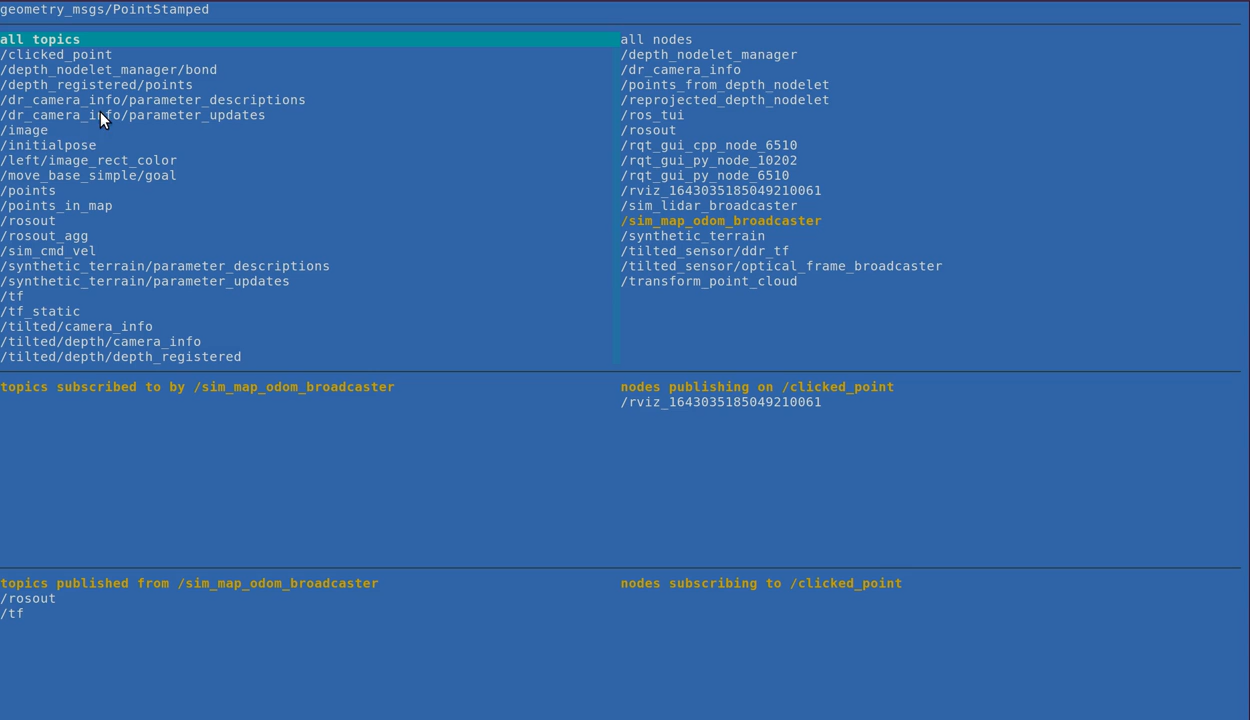 geometry_msgs/PointStamped
all topics
/clicked_point
/depth_nodelet_manager/bond
/depth_registered/points
/dr_camera_info/parameter_descriptions
/dr_camera_info/parameter_updates
/image
/initialpose
/left/image_rect_color
/move_base_simple/goal
/points
/points_in_map
/rosout
/rosout_agg
/sim_cmd_vel
/synthetic_terrain/parameter_descriptions
/synthetic_terrain/parameter_updates
/tf
/tf_static
/tilted/camera_info
/tilted/depth/camera_info
/tilted/depth/depth_registered
all nodes
/depth_nodelet_manager
/dr_camera_info
/points_from_depth_nodelet
/reprojected_depth_nodelet
/ros_tui
/rosout
/rqt_gui_cpp_node_6510
/rqt_gui_py_node_10202
/rqt_gui_py_node_6510
/rviz_1643035185049210061
/sim_lidar_broadcaster
/sim_map_odom_broadcaster
/synthetic_terrain
/tilted_sensor/ddr_tf
/tilted_sensor/optical_frame_broadcaster
/transform_point_cloud
topics subscribed to by /sim_map_odom_broadcaster
nodes publishing on /clicked_point
/rviz_1643035185049210061
topics published from /sim_map_odom_broadcaster
/rosout
/tf
nodes subscribing to /clicked_point